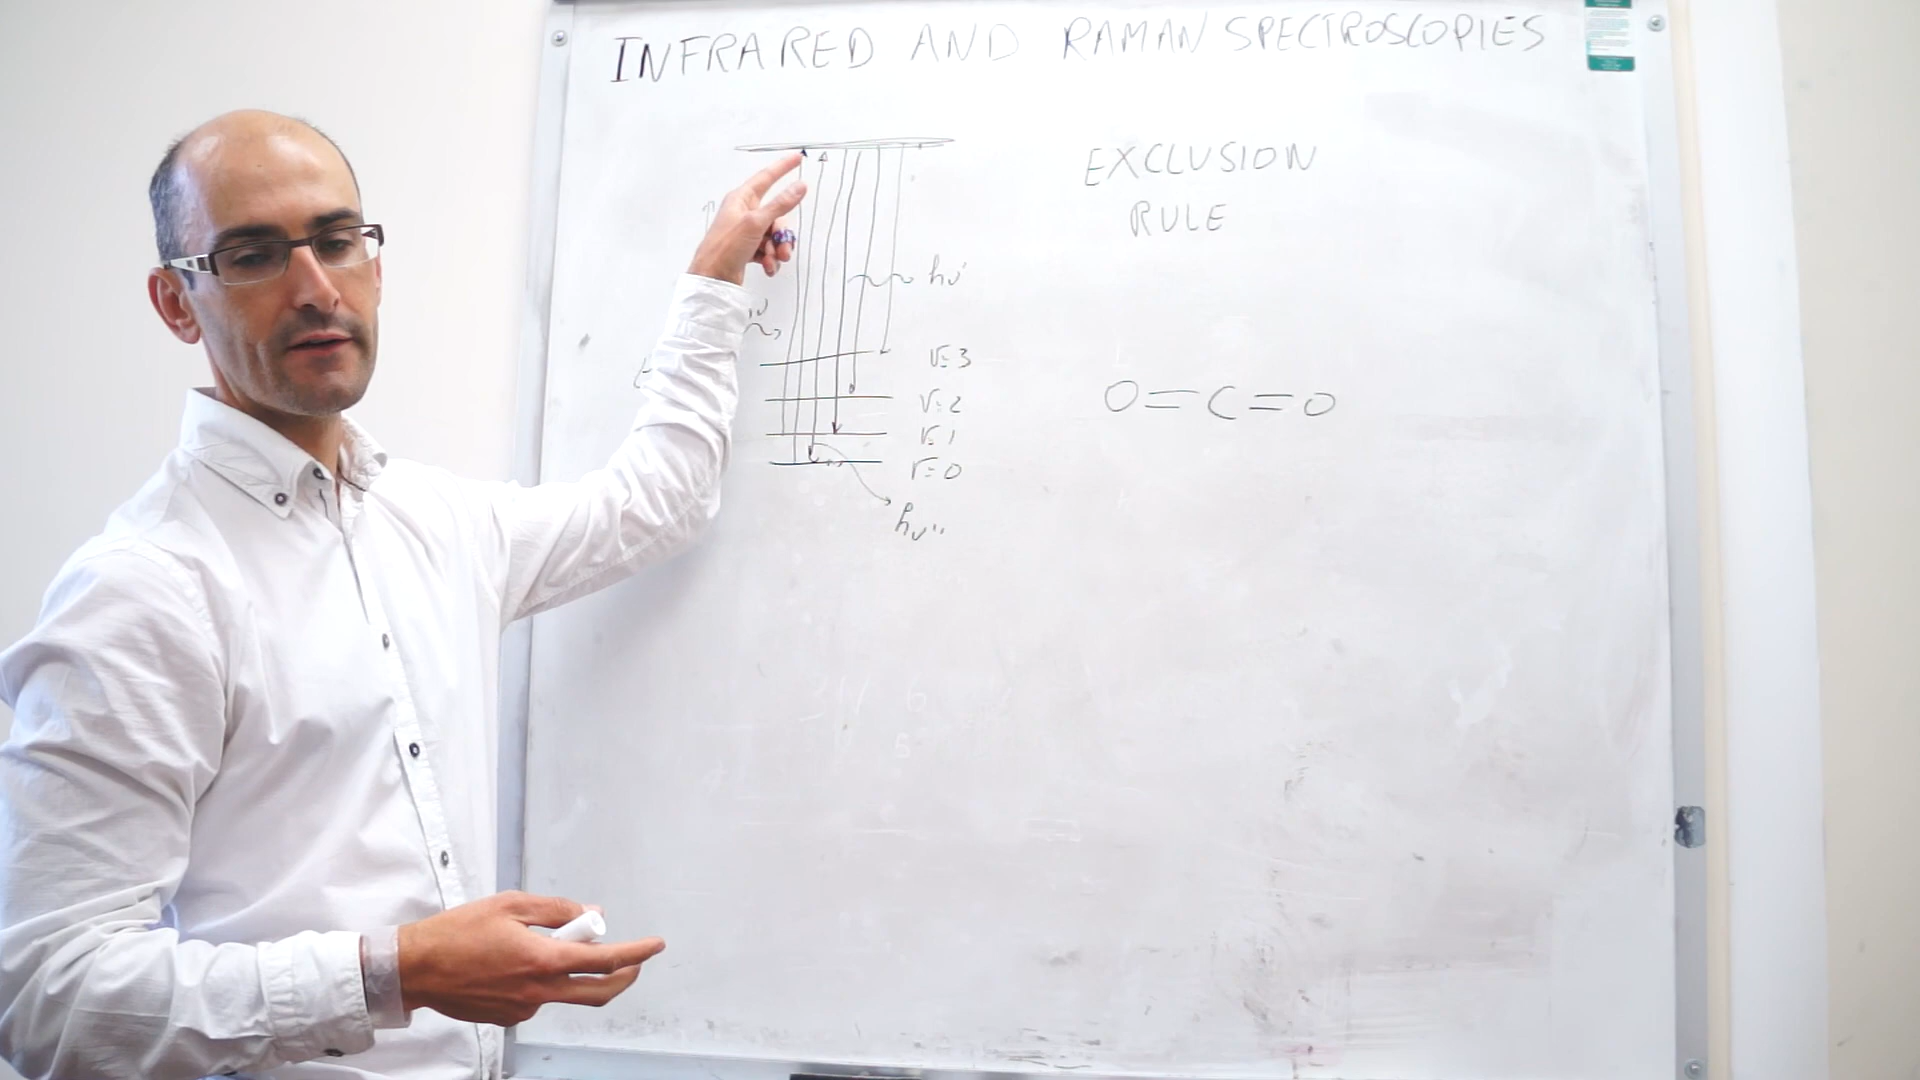 INFRARED AND RAMAN SPECTROSCOPIES
EXCLUSION
RULE
hν'
V=3
V=2
V=1
V=0
hν''
O=C=O